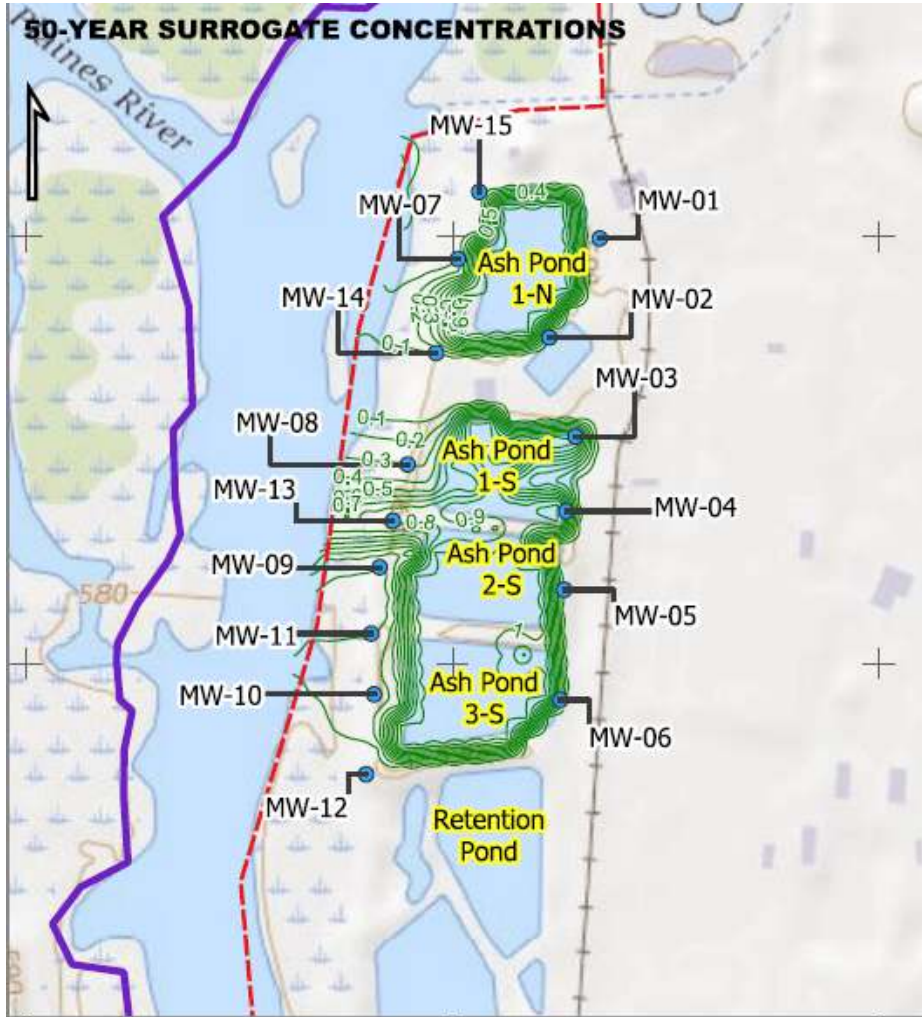 50-YEAR SURROGATE CONCENTRATIONS
Plaines River
MW-15
0.4
MW-07
0.5
MW-01
Ash Pond
1-N
MW-14
MW-02
0.1
MW-03
0.1
MW-08
0.2
Ash Pond
1-S
0.3
0.4
0.5
MW-13
0.7
MW-04
0.8
0.9
Ash Pond
2-S
MW-09
580
MW-05
MW-11
1
Ash Pond
3-S
MW-10
MW-06
MW-12
Retention
Pond